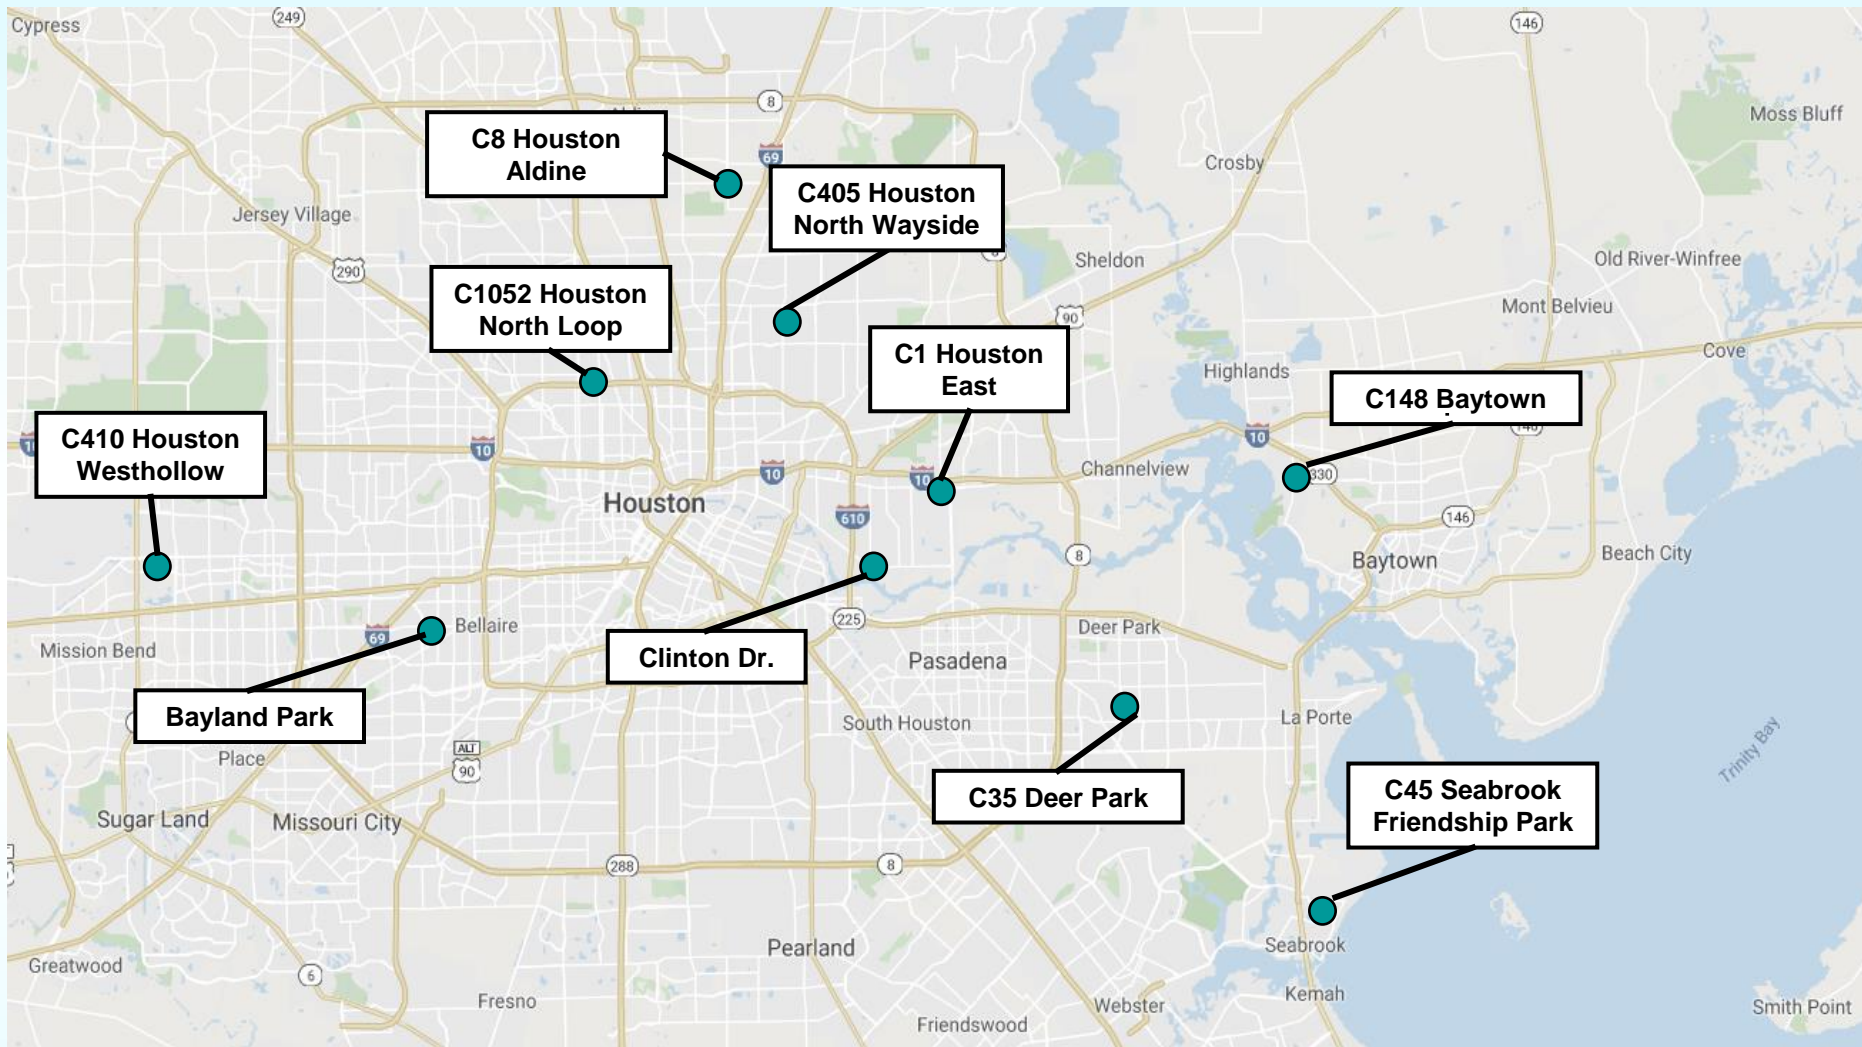 249
146
Cypress
8
Moss Bluff
C8 Houston
Aldine
69
Crosby
C405 Houston
North Wayside
Jersey Village
290
Sheldon
Old River-Winfree
C1052 Houston
North Loop
90
Mont Belvieu
C1 Houston
East
Highlands
Cove
C148 Baytown
C410 Houston
Westhollow
10
10
10
10
Channelview
330
Houston
610
146
8
Baytown
Beach City
Mission Bend
69
Bellaire
225
Deer Park
Clinton Dr.
Pasadena
Bayland Park
South Houston
La Porte
Place
ALT
90
Trinity Bay
C35 Deer Park
C45 Seabrook
Friendship Park
Sugar Land
Missouri City
288
8
Pearland
Seabrook
Greatwood
6
Fresno
Kemah
Webster
Friendswood
Smith Point